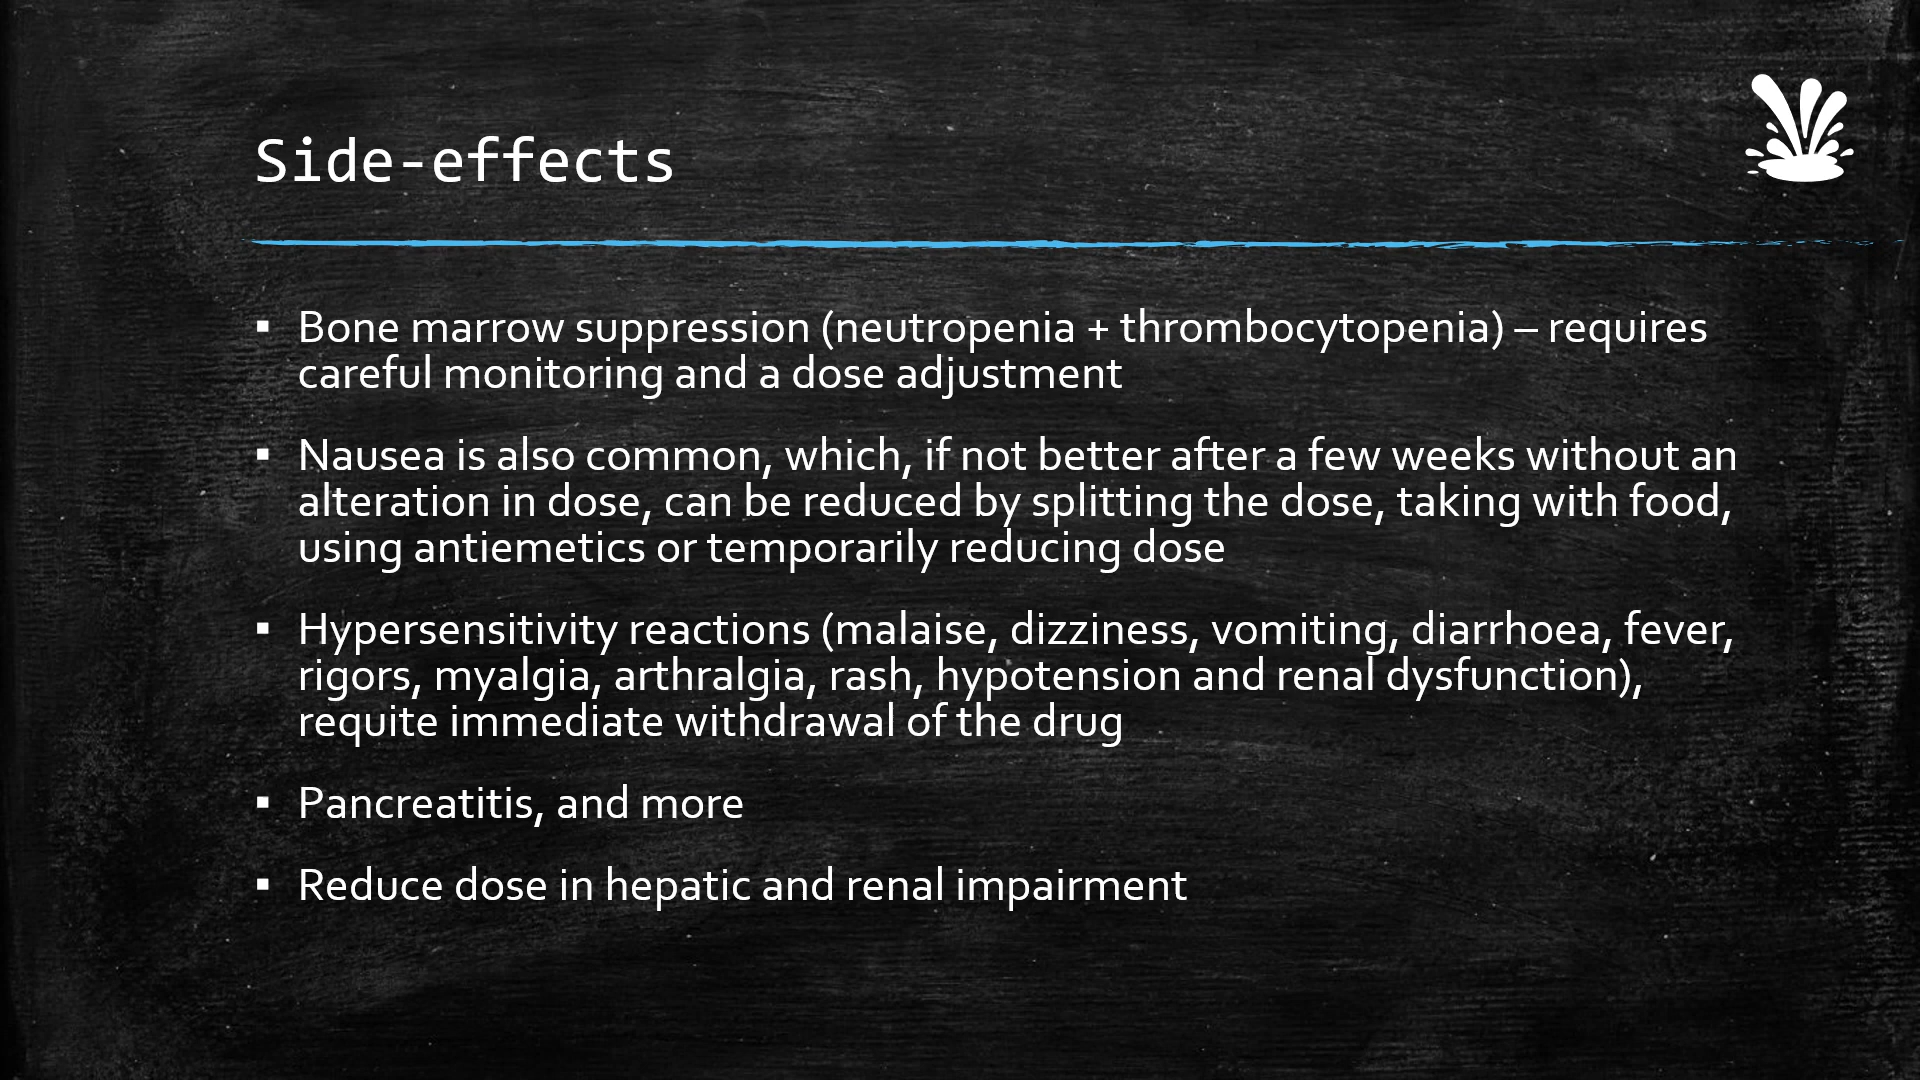 Side-effects
▪ Bone marrow suppression (neutropenia + thrombocytopenia) – requires
careful monitoring and a dose adjustment
▪ Nausea is also common, which, if not better after a few weeks without an
alteration in dose, can be reduced by splitting the dose, taking with food,
using antiemetics or temporarily reducing dose
▪ Hypersensitivity reactions (malaise, dizziness, vomiting, diarrhoea, fever,
rigors, myalgia, arthralgia, rash, hypotension and renal dysfunction),
requite immediate withdrawal of the drug
▪ Pancreatitis, and more
▪ Reduce dose in hepatic and renal impairment